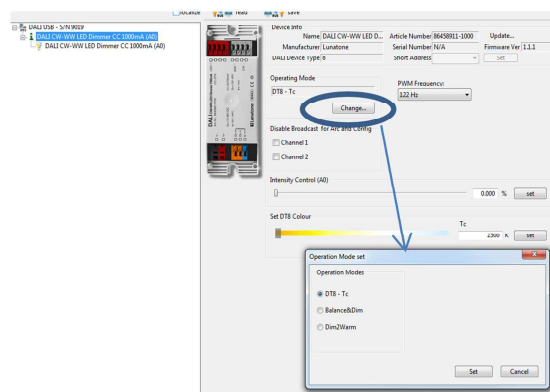 localize read save
DALI USB - S/N 9019
DALI CW-WW LED Dimmer CC 1000mA (A0)
DALI CW-WW LED Dimmer CC 1000mA (A0)
Device Info
Name DALI CW-WW LED D... Article Number 86458911-1000 Update...
Manufacturer Lunatone Serial Number N/A Firmware Ver 1.1.1
DALI Device Type 8 Short Address set
Operating Mode
DT8 - Tc
Change...
PWM Frequency:
122 Hz
Disable Broadcast for Arc and Config
Channel 1
Channel 2
Intensity Control (A0)
0.000 % set
Set DT8 Colour
Tc
2500 K set
Operation Mode set
Operation Modes
DT8 - Tc
Balance&Dim
Dim2Warm
Set Cancel